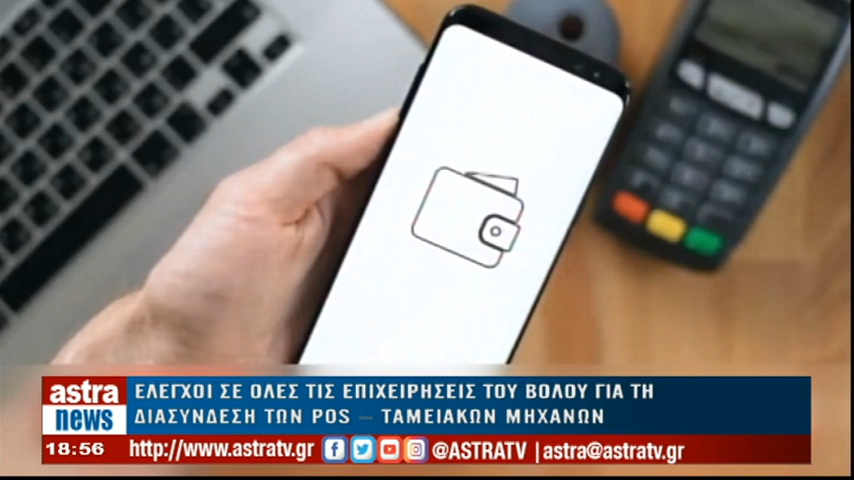 astra
news
18:56
ΕΛΕΓΧΟΙ ΣΕ ΟΛΕΣ ΤΙΣ ΕΠΙΧΕΙΡΗΣΕΙΣ ΤΟΥ ΒΟΛΟΥ ΓΙΑ ΤΗ
ΔΙΑΣΥΝΔΕΣΗ ΤΩΝ POS – ΤΑΜΕΙΑΚΩΝ ΜΗΧΑΝΩΝ
http://www.astratv.gr @ASTRATV | astra@astratv.gr